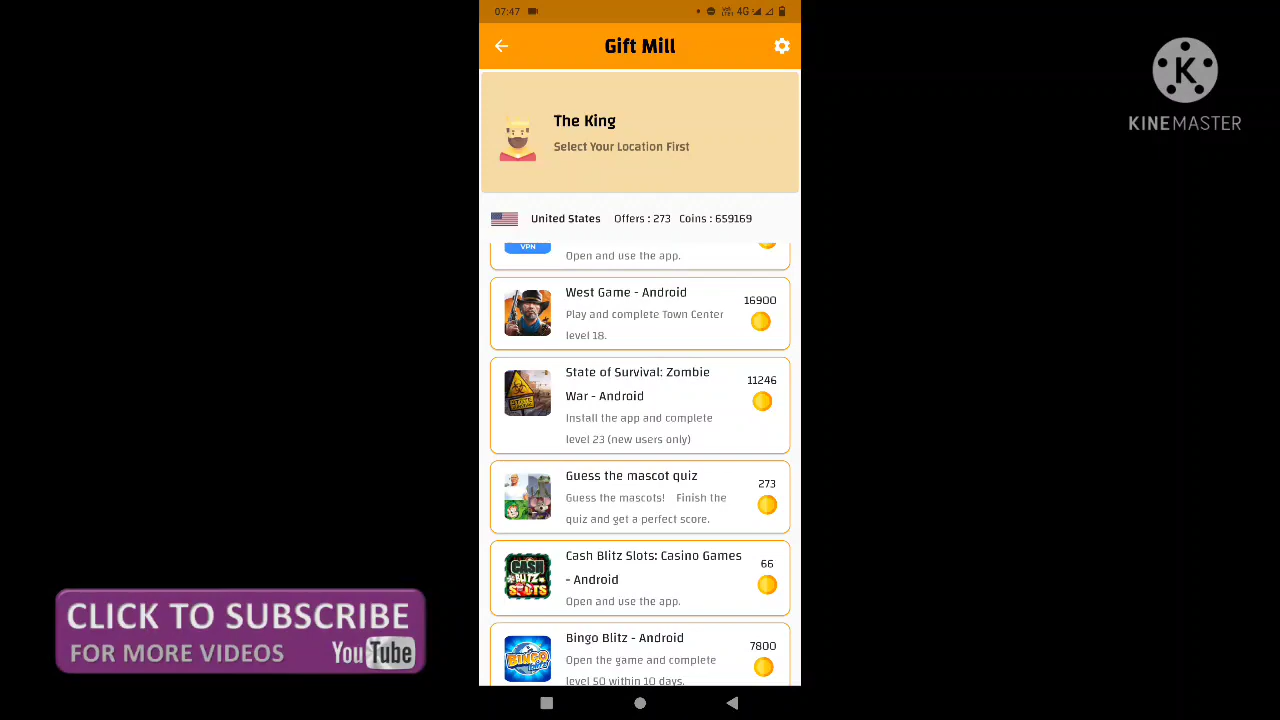 07:47
4G
Gift Mill
The King
Select Your Location First
United States Offers : 273 Coins : 659169
VPN
Open and use the app.
West Game - Android
16900
Play and complete Town Center
level 18.
State of Survival: Zombie
War - Android
11246
Install the app and complete
level 23 (new users only)
Guess the mascot quiz
273
Guess the mascots! Finish the
quiz and get a perfect score.
Cash Blitz Slots: Casino Games
- Android
66
Open and use the app.
CASH
BLITZ
SLOTS
Bingo Blitz - Android
7800
Open the game and complete
level 50 within 10 days.
BINGO
K
KINEMASTER
CLICK TO SUBSCRIBE
FOR MORE VIDEOS YouTube